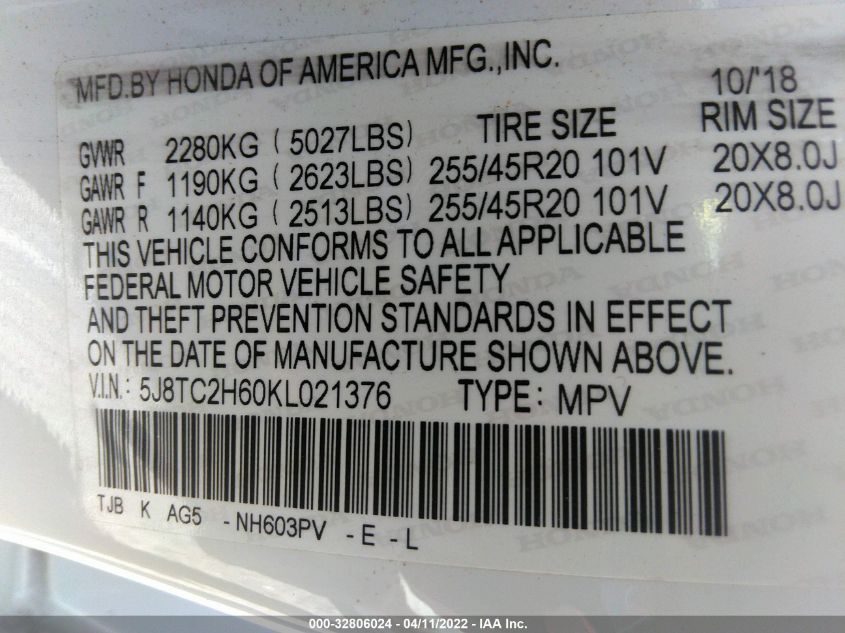 MFD.BY HONDA OF AMERICA MFG.,INC.
10/'18
GVWR 2280KG ( 5027LBS) TIRE SIZE RIM SIZE
GAWR F 1190KG ( 2623LBS) 255/45R20 101V 20X8.0J
GAWR R 1140KG ( 2513LBS) 255/45R20 101V 20X8.0J
THIS VEHICLE CONFORMS TO ALL APPLICABLE
FEDERAL MOTOR VEHICLE SAFETY
AND THEFT PREVENTION STANDARDS IN EFFECT
ON THE DATE OF MANUFACTURE SHOWN ABOVE.
V.I.N.: 5J8TC2H60KL021376 TYPE: MPV
TJB K AG5 -NH603PV -E-L
000-32806024 - 04/11/2022 - IAA Inc.